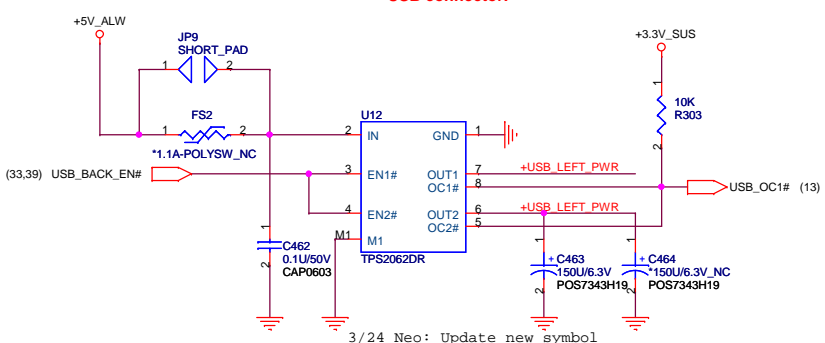 +5V_ALW
JP9
SHORT_PAD
1
2
FS2
1
2
*1.1A-POLYSW_NC
(33,39) USB_BACK_EN#
U12
2 IN
GND 1
3 EN1#
OUT1 7
+USB_LEFT_PWR
OC1# 8
4 EN2#
OUT2 6
+USB_LEFT_PWR
OC2# 5
M1 M1
TPS2062DR
+3.3V_SUS
1
10K
R303
2
USB_OC1# (13)
1
C462
0.1U/50V
CAP0603
2
1
+ C463
150U/6.3V
POS7343H19
2
1
+ C464
*150U/6.3V_NC
POS7343H19
2
3/24 Neo: Update new symbol